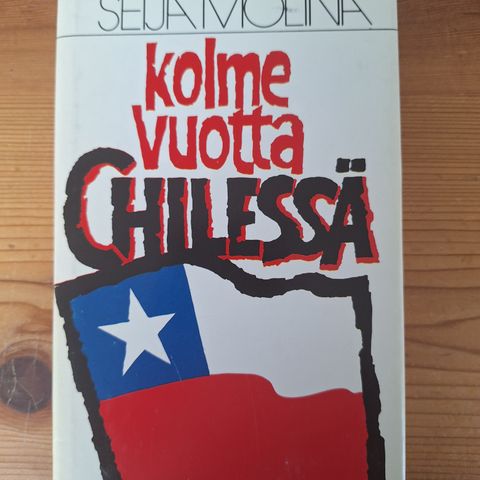 SEIJA MOLINA
kolme
vuotta
CHILESSÄ